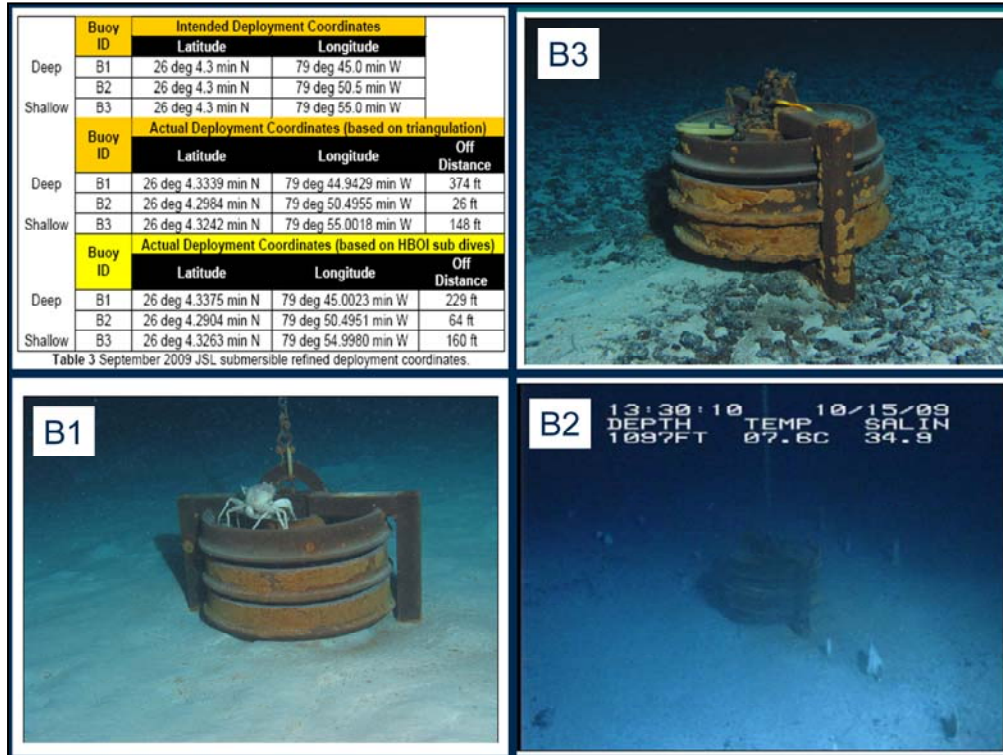 Buoy ID Intended Deployment Coordinates
Latitude Longitude
Deep B1 26 deg 4.3 min N 79 deg 45.0 min W
B2 26 deg 4.3 min N 79 deg 50.5 min W
Shallow B3 26 deg 4.3 min N 79 deg 55.0 min W
Buoy ID Actual Deployment Coordinates (based on triangulation)
Latitude Longitude Off Distance
Deep B1 26 deg 4.3339 min N 79 deg 44.9429 min W 374 ft
B2 26 deg 4.2984 min N 79 deg 50.4955 min W 26 ft
Shallow B3 26 deg 4.3242 min N 79 deg 55.0018 min W 148 ft
Buoy ID Actual Deployment Coordinates (based on HBOI sub dives)
Latitude Longitude Off Distance
Deep B1 26 deg 4.3375 min N 79 deg 45.0023 min W 229 ft
B2 26 deg 4.2904 min N 79 deg 50.4951 min W 64 ft
Shallow B3 26 deg 4.3263 min N 79 deg 54.9980 min W 160 ft
Table 3 September 2009 JSL submersible refined deployment coordinates.
B3
B1
B2
13:30:10 10/15/09
DEPTH TEMP SALIN
1097FT 07.6C 34.9